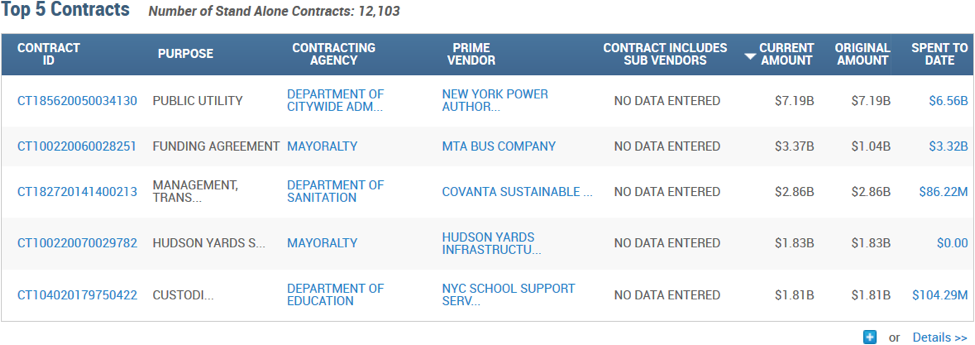 Top 5 Contracts Number of Stand Alone Contracts: 12,103
CONTRACT ID PURPOSE CONTRACTING AGENCY PRIME VENDOR CONTRACT INCLUDES SUB VENDORS CURRENT AMOUNT ORIGINAL AMOUNT SPENT TO DATE
CT185620050034130 PUBLIC UTILITY DEPARTMENT OF CITYWIDE ADM... NEW YORK POWER AUTHOR... NO DATA ENTERED $7.19B $7.19B $6.56B
CT100220060028251 FUNDING AGREEMENT MAYORALTY MTA BUS COMPANY NO DATA ENTERED $3.37B $1.04B $3.32B
CT182720141400213 MANAGEMENT, TRANS... DEPARTMENT OF SANITATION COVANTA SUSTAINABLE ... NO DATA ENTERED $2.86B $2.86B $86.22M
CT100220070029782 HUDSON YARDS S... MAYORALTY HUDSON YARDS INFRASTRUCTU... NO DATA ENTERED $1.83B $1.83B $0.00
CT104020179750422 CUSTODI... DEPARTMENT OF EDUCATION NYC SCHOOL SUPPORT SERV... NO DATA ENTERED $1.81B $1.81B $104.29M
or Details >>